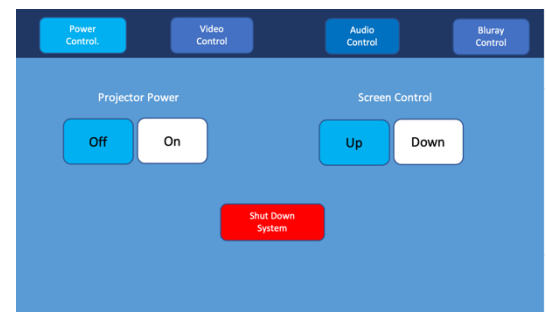 Power
Control.
Video
Control
Audio
Control
Bluray
Control
Projector Power
Screen Control
Off
On
Up
Down
Shut Down
System